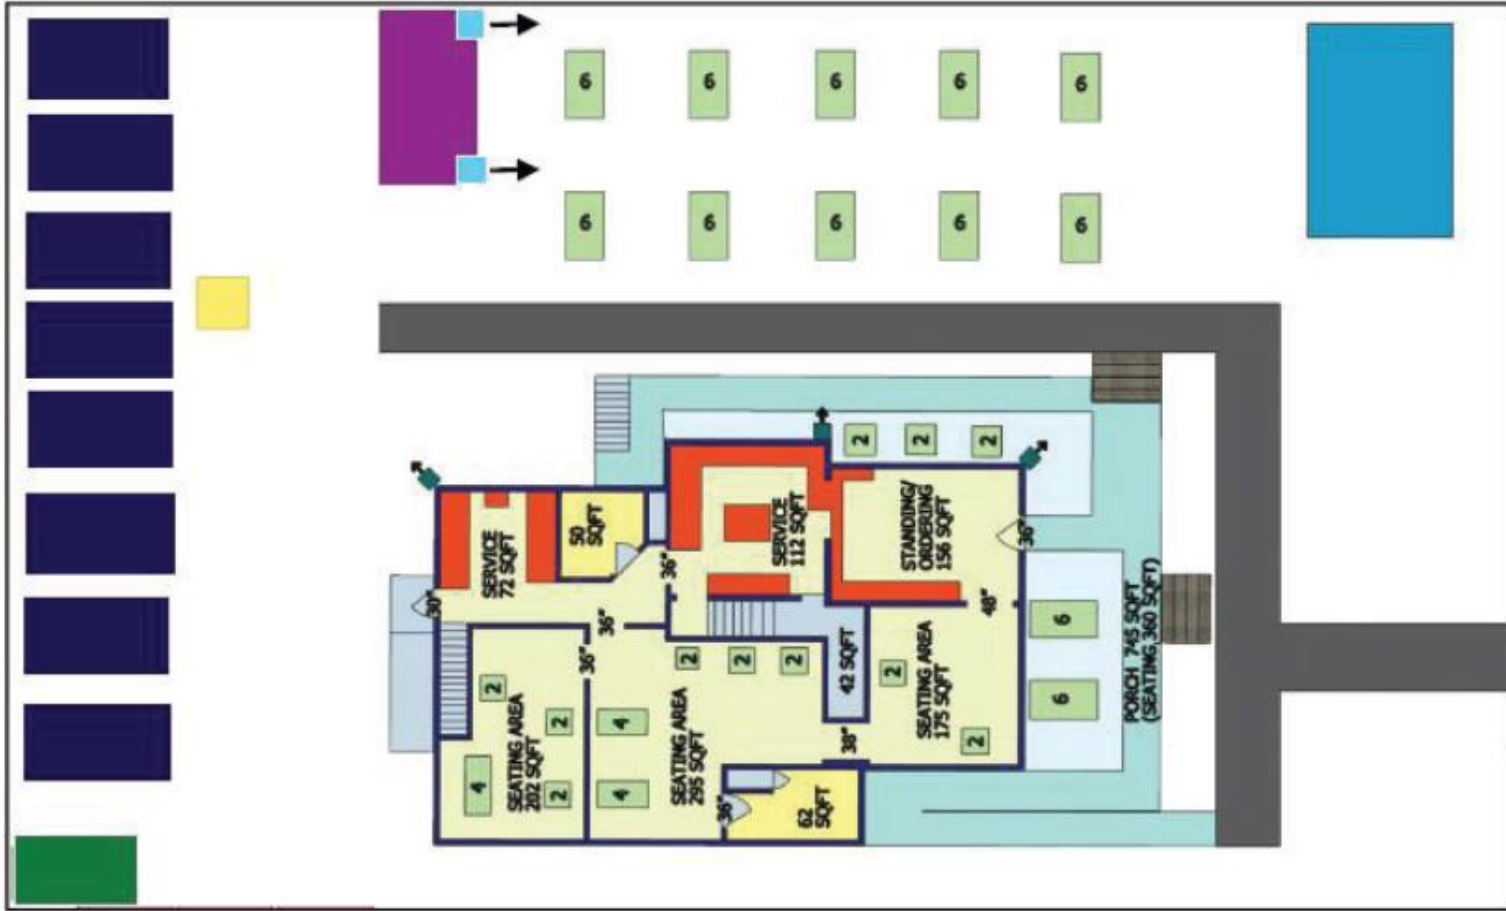 6 6 6 6 6
6 6 6 6 6
2 2 2
SERVICE
72 SQFT
50
SQFT
SERVICE
112 SQFT
STANDING/
ORDERING
156 SQFT
36"
30"
36"
36"
36"
48"
6
6
PORCH 745 SQFT
(SEATING 360 SQFT)
2
2
4
2
SEATING AREA
202 SQFT
4
4
2 2 2
SEATING AREA
295 SQFT
42 SQFT
2
2
SEATING AREA
175 SQFT
38"
36"
62
SQFT